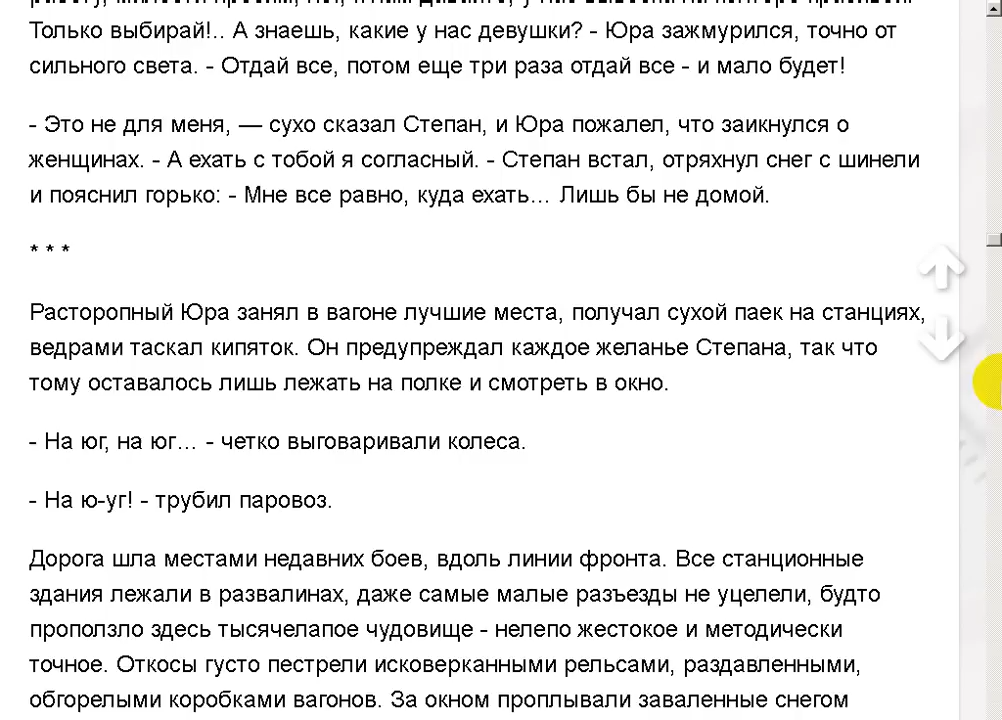 Только выбирай!.. А знаешь, какие у нас девушки? - Юра зажмурился, точно от
сильного света. - Отдай все, потом еще три раза отдай все - и мало будет!
- Это не для меня, — сухо сказал Степан, и Юра пожалел, что заикнулся о
женщинах. - А ехать с тобой я согласный. - Степан встал, отряхнул снег с шинели
и пояснил горько: - Мне все равно, куда ехать… Лишь бы не домой.
* * *
Расторопный Юра занял в вагоне лучшие места, получал сухой паек на станциях,
ведрами таскал кипяток. Он предупреждал каждое желанье Степана, так что
тому оставалось лишь лежать на полке и смотреть в окно.
- На юг, на юг… - четко выговаривали колеса.
- На ю-уг! - трубил паровоз.
Дорога шла местами недавних боев, вдоль линии фронта. Все станционные
здания лежали в развалинах, даже самые малые разъезды не уцелели, будто
проползло здесь тысячелапое чудовище - нелепо жестокое и методически
точное. Откосы густо пестрели исковерканными рельсами, раздавленными,
обгорелыми коробками вагонов. За окном проплывали заваленные снегом